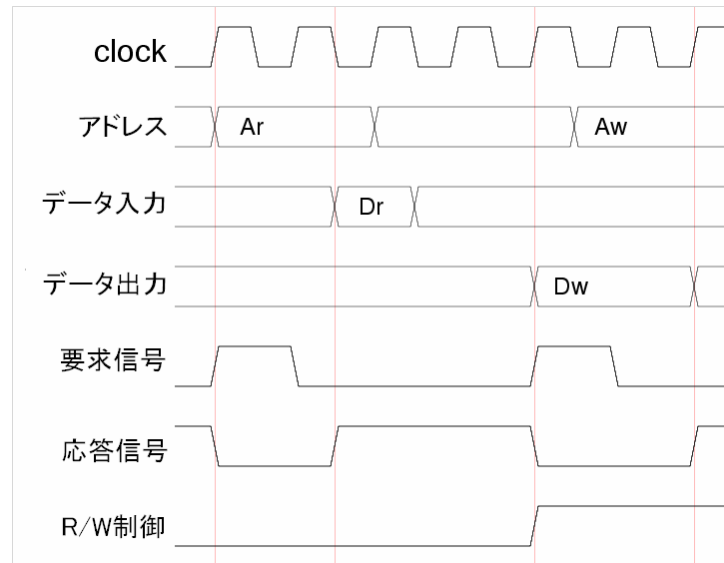 clock
アドレス Ar Aw
データ入力 Dr
データ出力 Dw
要求信号
応答信号
R/W制御